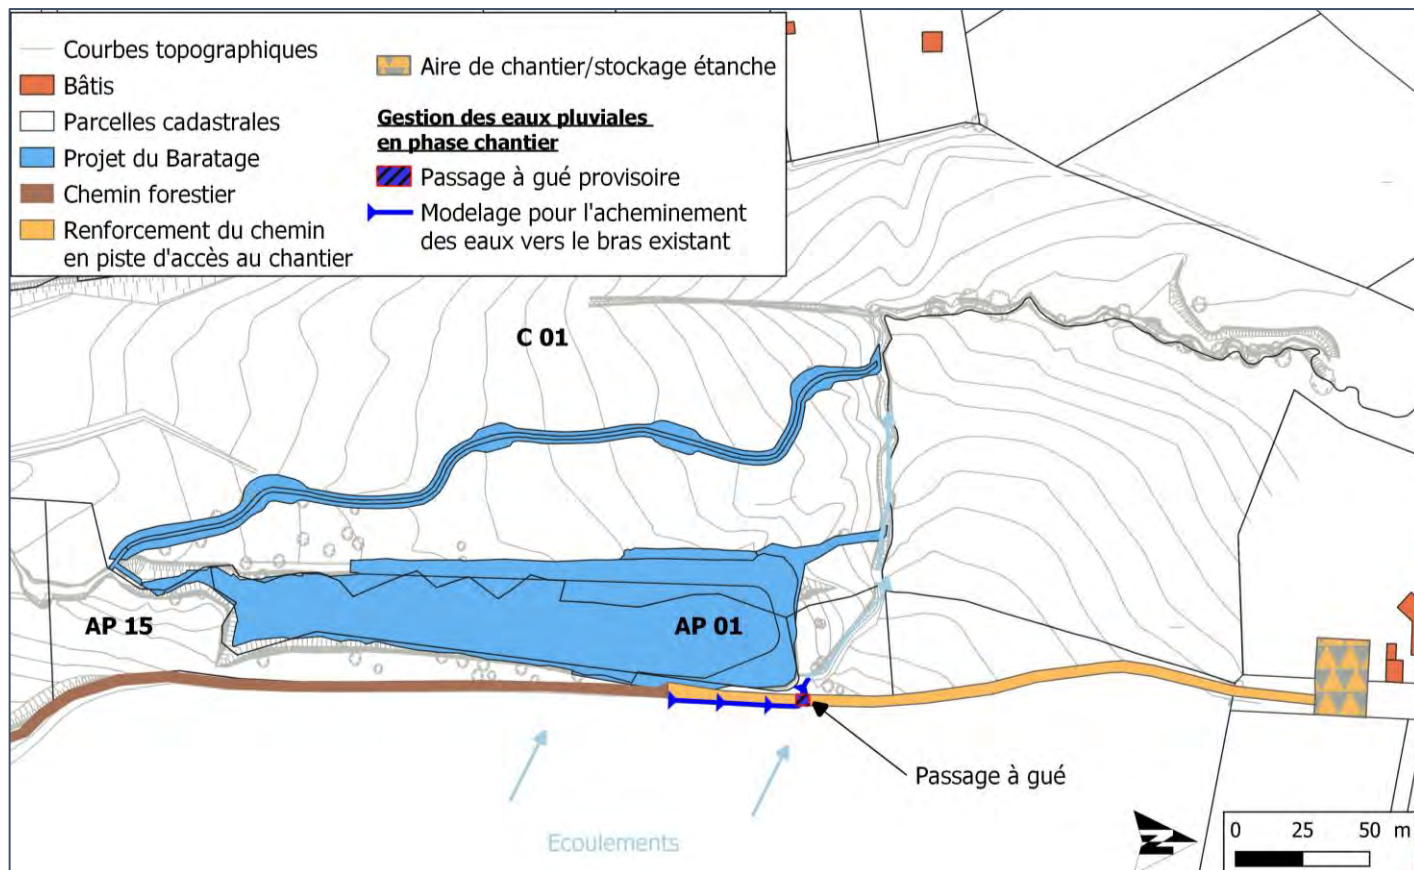 Courbes topographiques
Bâtis
Parcelles cadastrales
Projet du Baratage
Chemin forestier
Renforcement du chemin
en piste d'accès au chantier
Aire de chantier/stockage étanche
Gestion des eaux pluviales
en phase chantier
Passage à gué provisoire
Modelage pour l'acheminement
des eaux vers le bras existant
C 01
AP 15
AP 01
Passage à gué
Ecoulements
N
0 25 50 m